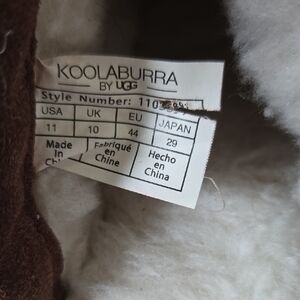 KOOLABURRA
BY UGG
Style Number:
USA UK EU JAPAN
11 10 44 29
Made Fabriqué Hecho
in en en
China Chine China